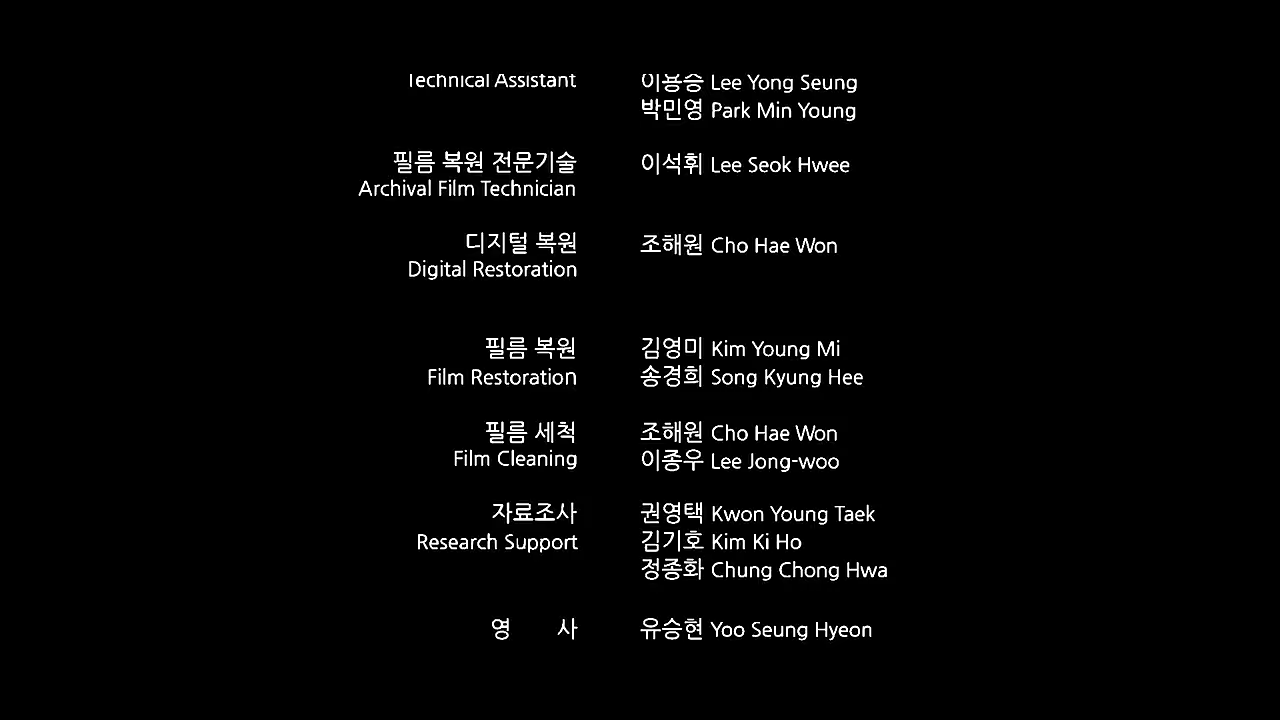 Technical Assistant 이용승 Lee Yong Seung
박민영 Park Min Young
필름 복원 전문기술 이석휘 Lee Seok Hwee
Archival Film Technician
디지털 복원 조해원 Cho Hae Won
Digital Restoration
필름 복원 김영미 Kim Young Mi
Film Restoration 송경희 Song Kyung Hee
필름 세척 조해원 Cho Hae Won
Film Cleaning 이종우 Lee Jong-woo
자료조사 권영택 Kwon Young Taek
Research Support 김기호 Kim Ki Ho
정종화 Chung Chong Hwa
영 사 유승현 Yoo Seung Hyeon